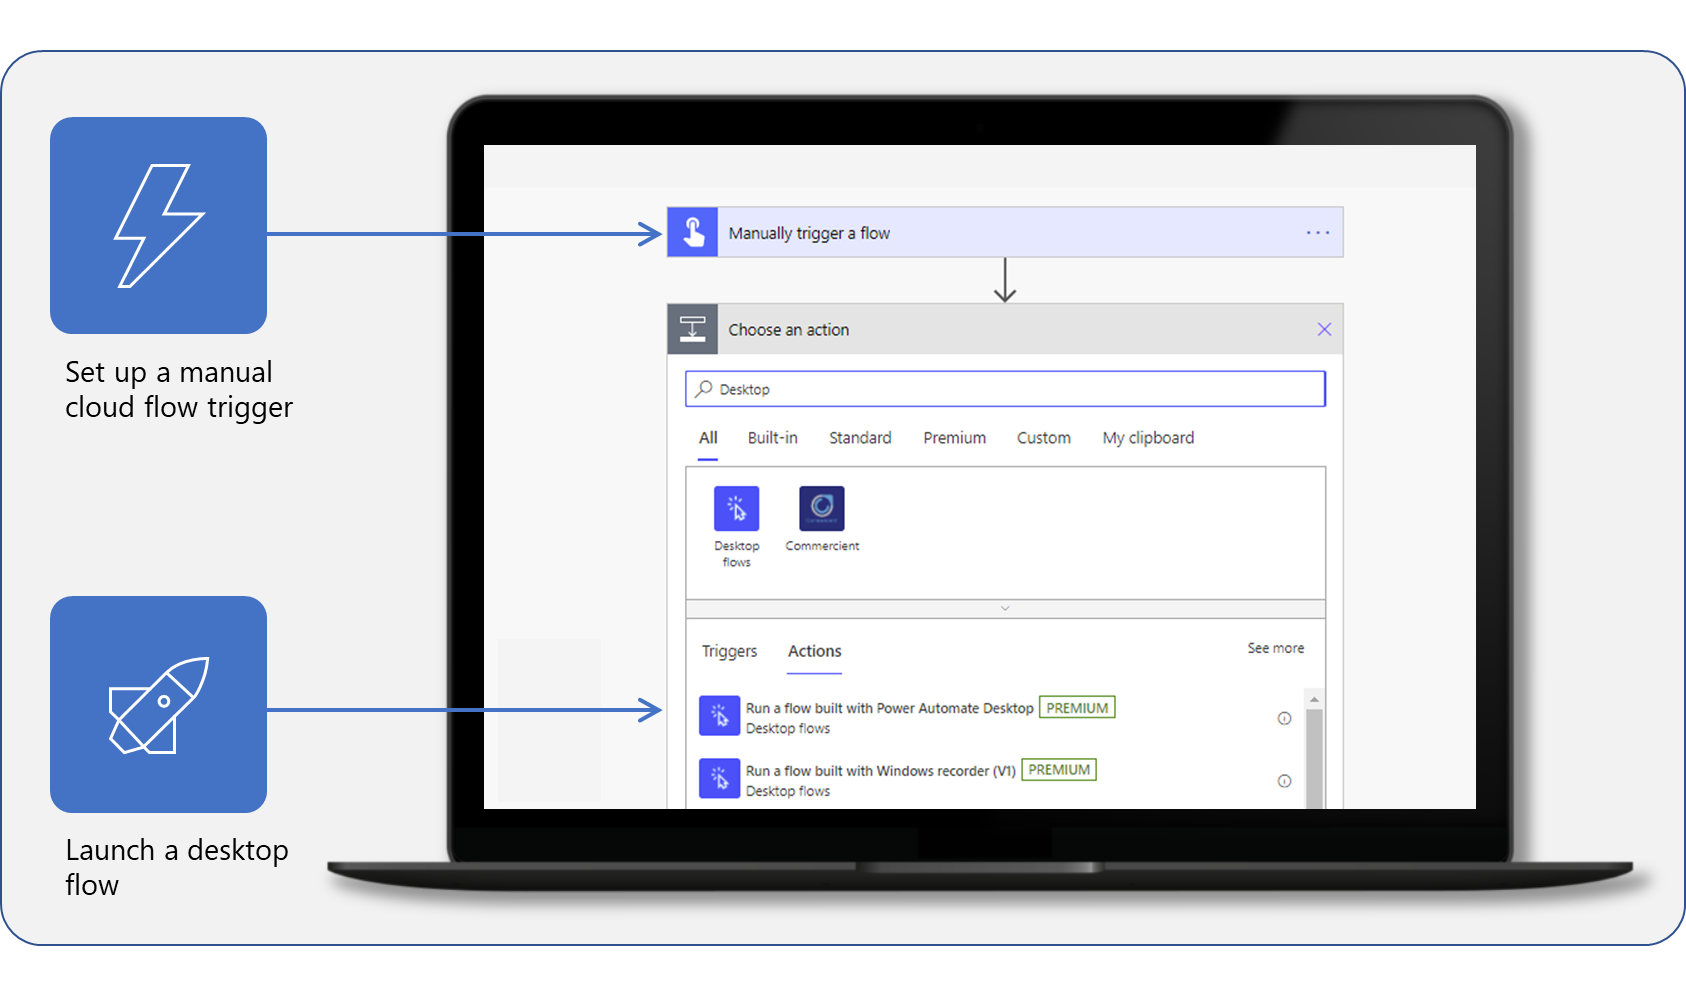 Set up a manual
cloud flow trigger
Launch a desktop
flow
Manually trigger a flow
Choose an action
Desktop
All Built-in Standard Premium Custom My clipboard
Desktop
flows
Commercient
Triggers Actions See more
Run a flow built with Power Automate Desktop PREMIUM
Desktop flows
Run a flow built with Windows recorder (V1) PREMIUM
Desktop flows